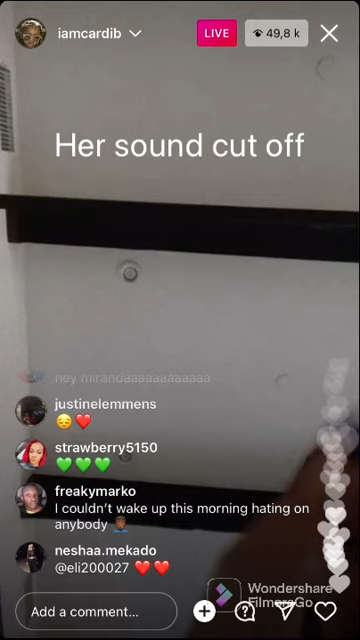 iamcardib
LIVE
49,8 k
Her sound cut off
hey mirandaaaaaaaaaaaa
justinelemmens
😔❤️
strawberry5150
💚💚💚
freakymarko
I couldn't wake up this morning hating on
anybody 🤷🏾‍♂️
neshaa.mekado
@eli200027 ❤️❤️
Wondershare
FilmoraGo
Add a comment...